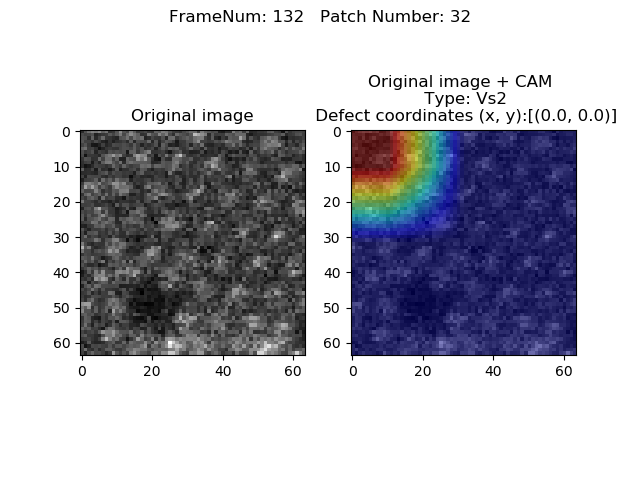 FrameNum: 132   Patch Number: 32
Original image
Original image + CAM
Type: Vs2
Defect coordinates (x, y):[(0.0, 0.0)]
0
10
20
30
40
50
60
0 20 40 60
0
10
20
30
40
50
60
0 20 40 60